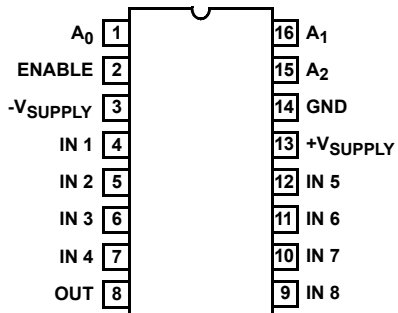 A0 1 16 A1
ENABLE 2 15 A2
-VSUPPLY 3 14 GND
IN 1 4 13 +VSUPPLY
IN 2 5 12 IN 5
IN 3 6 11 IN 6
IN 4 7 10 IN 7
OUT 8 9 IN 8